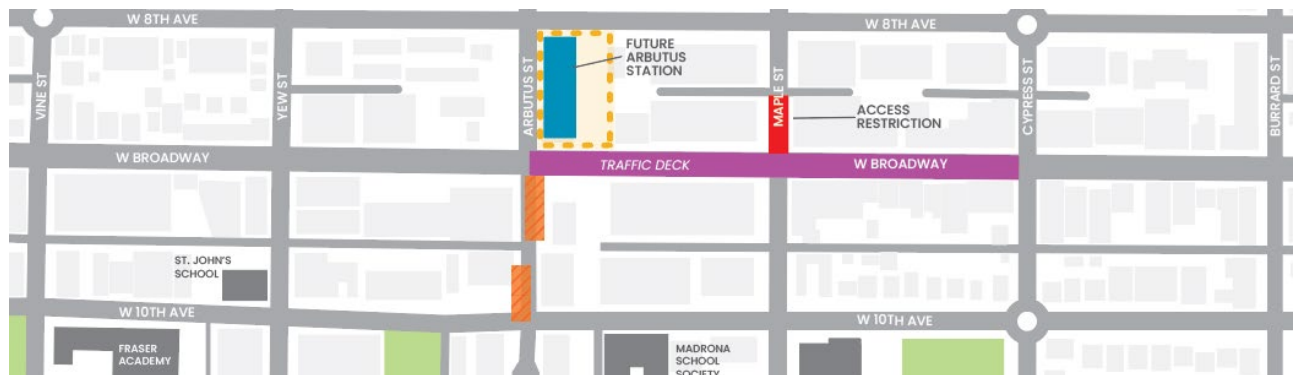 W 8TH AVE
W 8TH AVE
VINE ST
YEW ST
ARBUTUS ST
FUTURE
ARBUTUS
STATION
MAPLE ST
ACCESS
RESTRICTION
CYPRESS ST
BURRARD ST
W BROADWAY
TRAFFIC DECK
W BROADWAY
ST. JOHN'S
SCHOOL
W 10TH AVE
W 10TH AVE
FRASER
ACADEMY
MADRONA
SCHOOL
SOCIETY